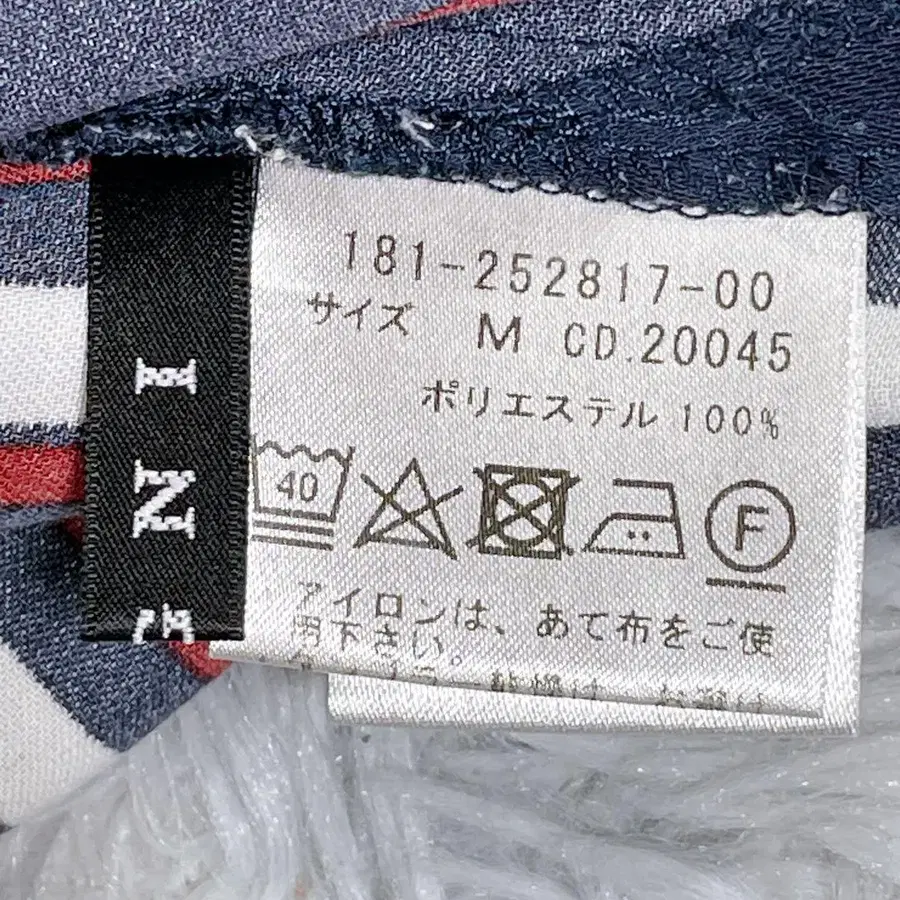 181-252817-00
サイズ M CD.20045
ポリエステル 100%
40
F
アイロンは、あて布をご使
用下さい。
I
N